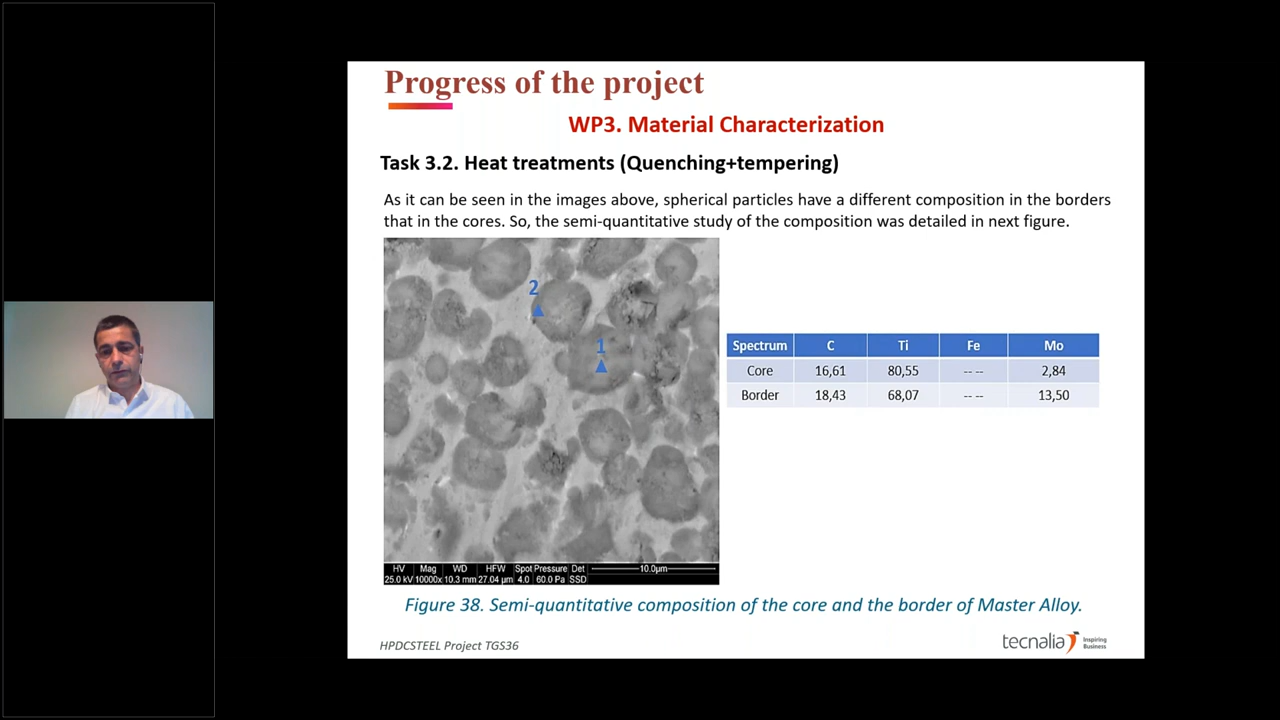 Progress of the project
WP3. Material Characterization
Task 3.2. Heat treatments (Quenching+tempering)
As it can be seen in the images above, spherical particles have a different composition in the borders
that in the cores. So, the semi-quantitative study of the composition was detailed in next figure.
2
1
HV Mag WD HFW Spot Pressure Det 10.0µm
25.0 kV 10000x 10.3 mm 27.04 µm 4.0 60.0 Pa SSD
Spectrum C Ti Fe Mo
Core 16,61 80,55 -- -- 2,84
Border 18,43 68,07 -- -- 13,50
Figure 38. Semi-quantitative composition of the core and the border of Master Alloy.
HPDCSTEEL Project TGS36
tecnalia Inspiring
Business